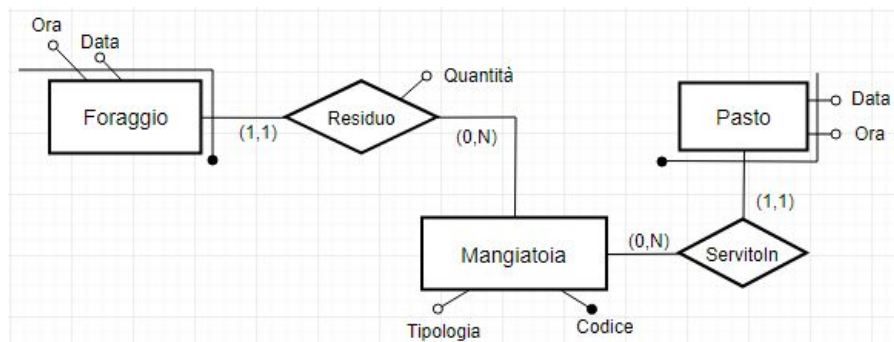 Ora
Data
Quantità
Foraggio
Residuo
(1,1)
(0,N)
Pasto
Data
Ora
(1,1)
Mangiatoia
(0,N)
ServitoIn
Tipologia
Codice